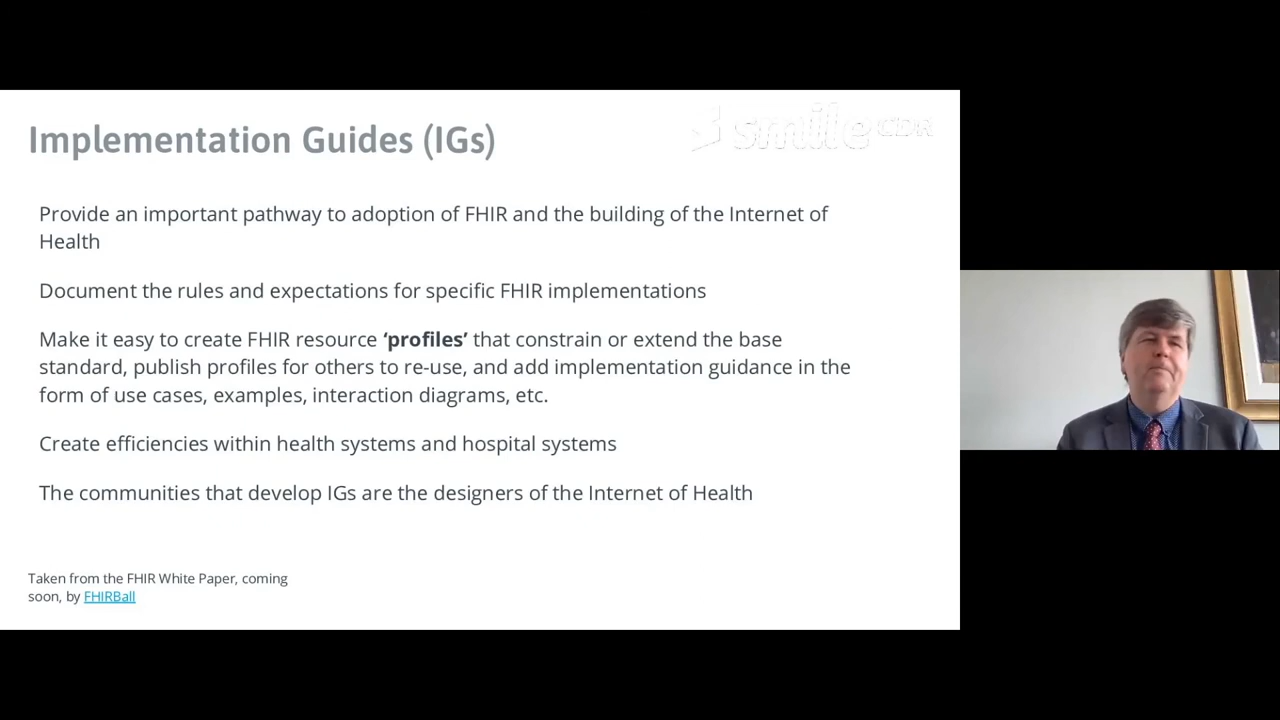 Implementation Guides (IGs)
smile CDR
Provide an important pathway to adoption of FHIR and the building of the Internet of
Health
Document the rules and expectations for specific FHIR implementations
Make it easy to create FHIR resource ‘profiles’ that constrain or extend the base
standard, publish profiles for others to re-use, and add implementation guidance in the
form of use cases, examples, interaction diagrams, etc.
Create efficiencies within health systems and hospital systems
The communities that develop IGs are the designers of the Internet of Health
Taken from the FHIR White Paper, coming
soon, by FHIRBall